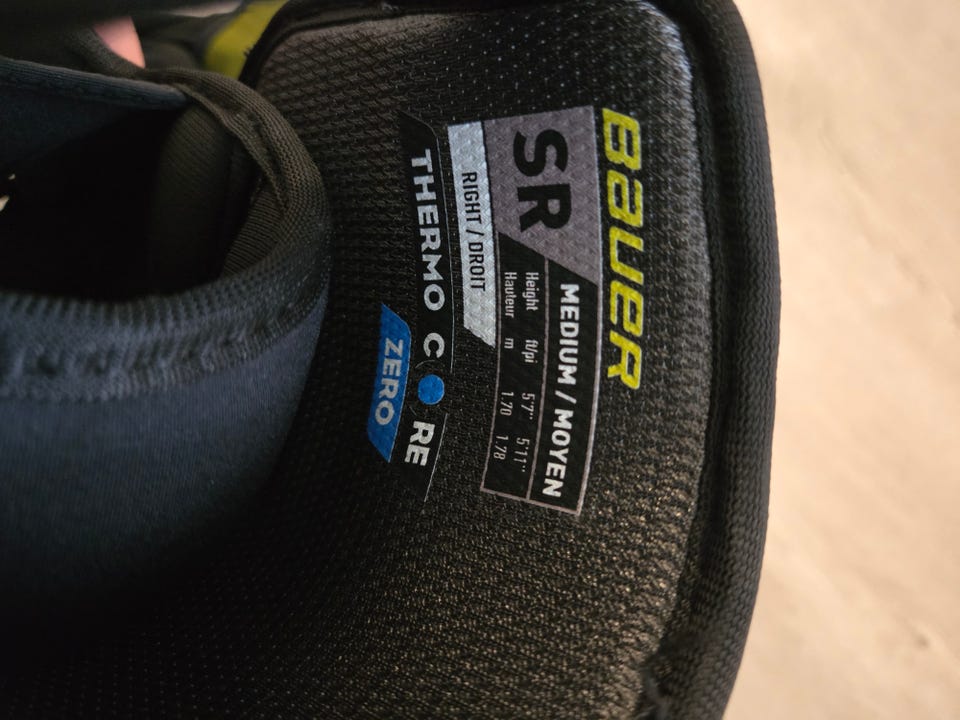 BAUER
SR
MEDIUM / MOYEN
Height ft/pi 5'7'' 5'11''
Hauteur m 1.70 1.78
RIGHT / DROIT
THERMO CORE
ZERO